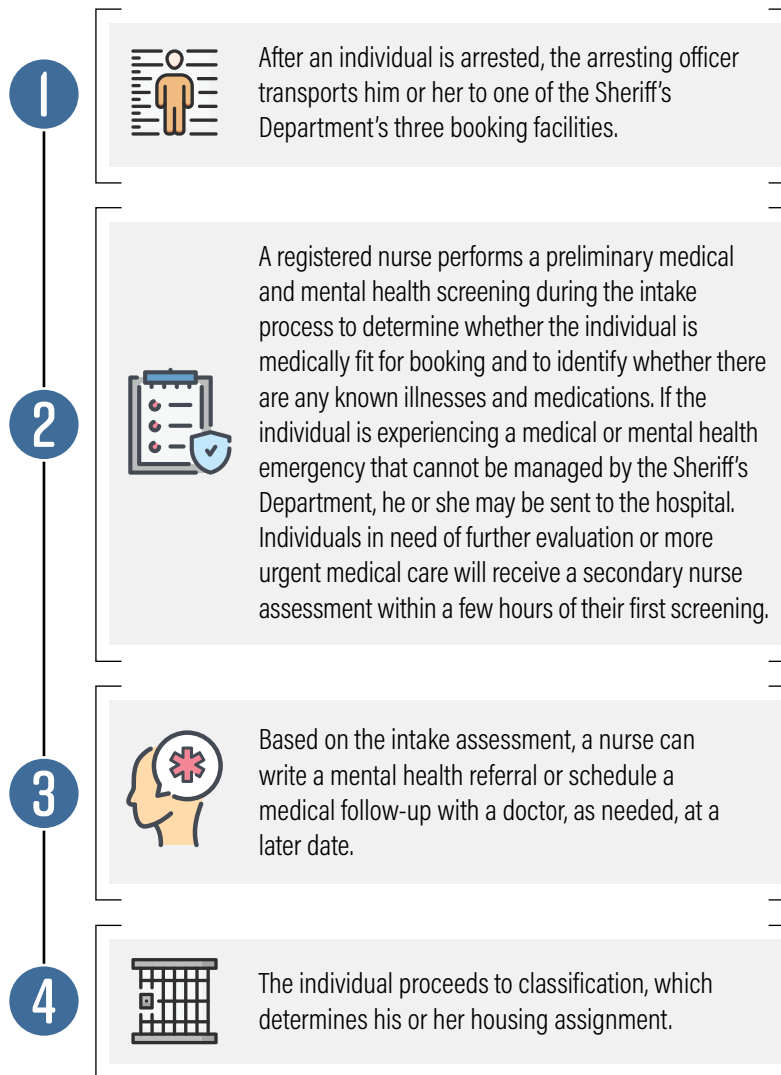 1
After an individual is arrested, the arresting officer
transports him or her to one of the Sheriff’s
Department’s three booking facilities.
2
A registered nurse performs a preliminary medical
and mental health screening during the intake
process to determine whether the individual is
medically fit for booking and to identify whether there
are any known illnesses and medications. If the
individual is experiencing a medical or mental health
emergency that cannot be managed by the Sheriff’s
Department, he or she may be sent to the hospital.
Individuals in need of further evaluation or more
urgent medical care will receive a secondary nurse
assessment within a few hours of their first screening.
3
Based on the intake assessment, a nurse can
write a mental health referral or schedule a
medical follow-up with a doctor, as needed, at a
later date.
4
The individual proceeds to classification, which
determines his or her housing assignment.